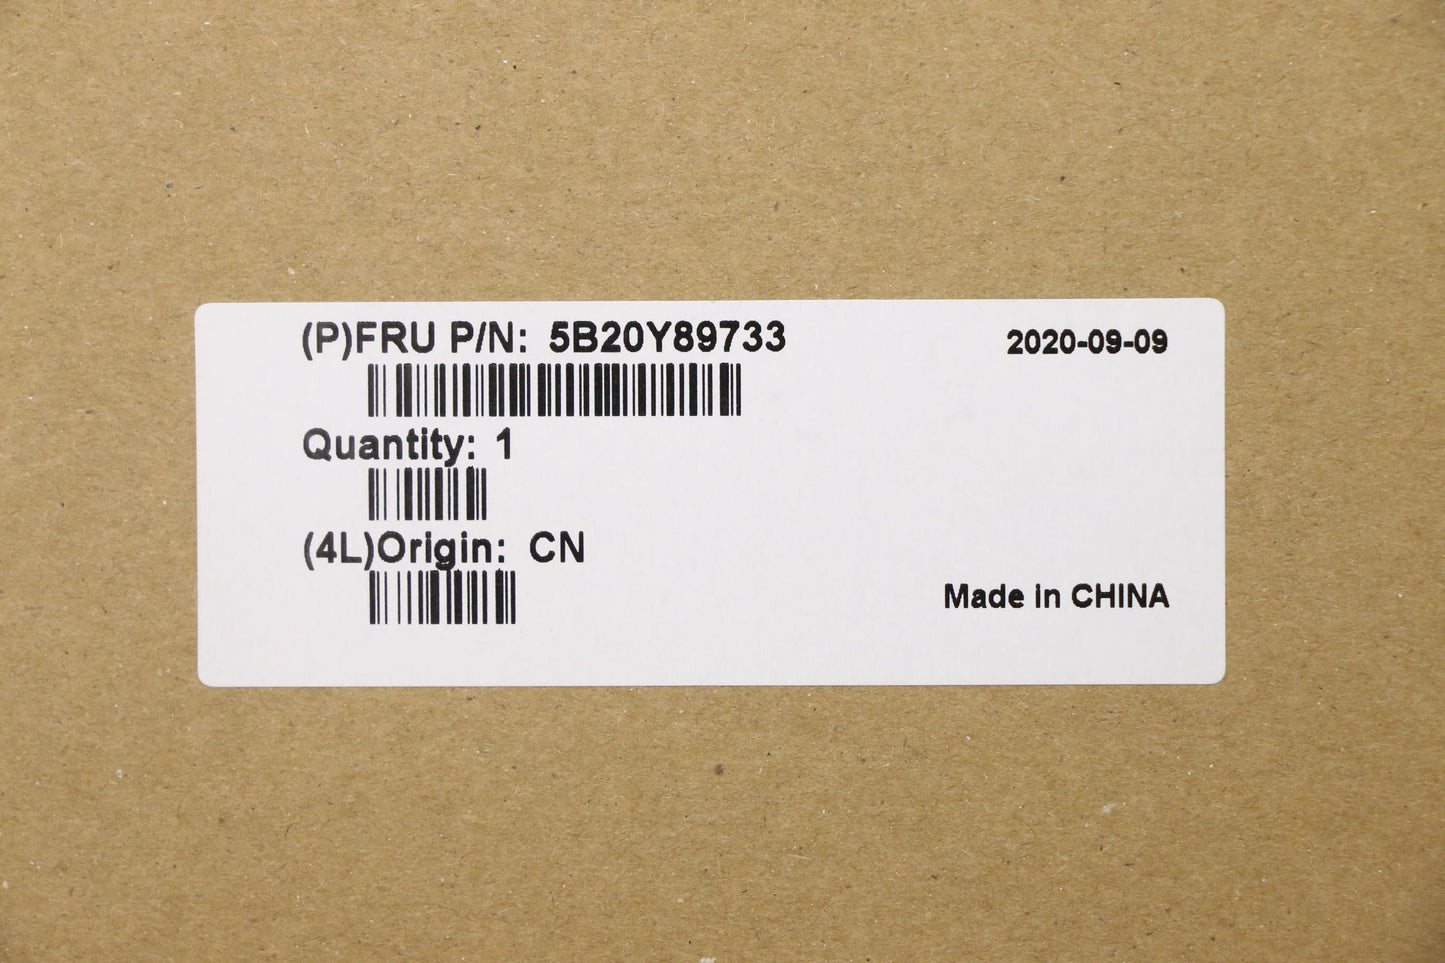 (P)FRU P/N: 5B20Y89733
2020-09-09
Quantity: 1
(4L)Origin: CN
Made in CHINA